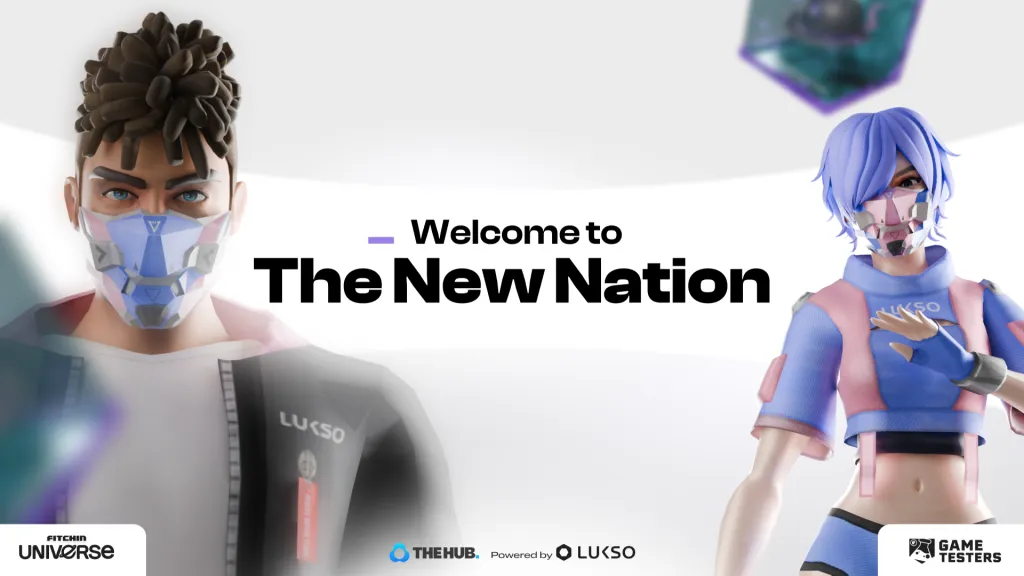 Welcome to
The New Nation
LUKSO
LUKSO
FITCHIN
UNIVERSE
THE HUB.
Powered by LUKSO
GAME
TESTERS